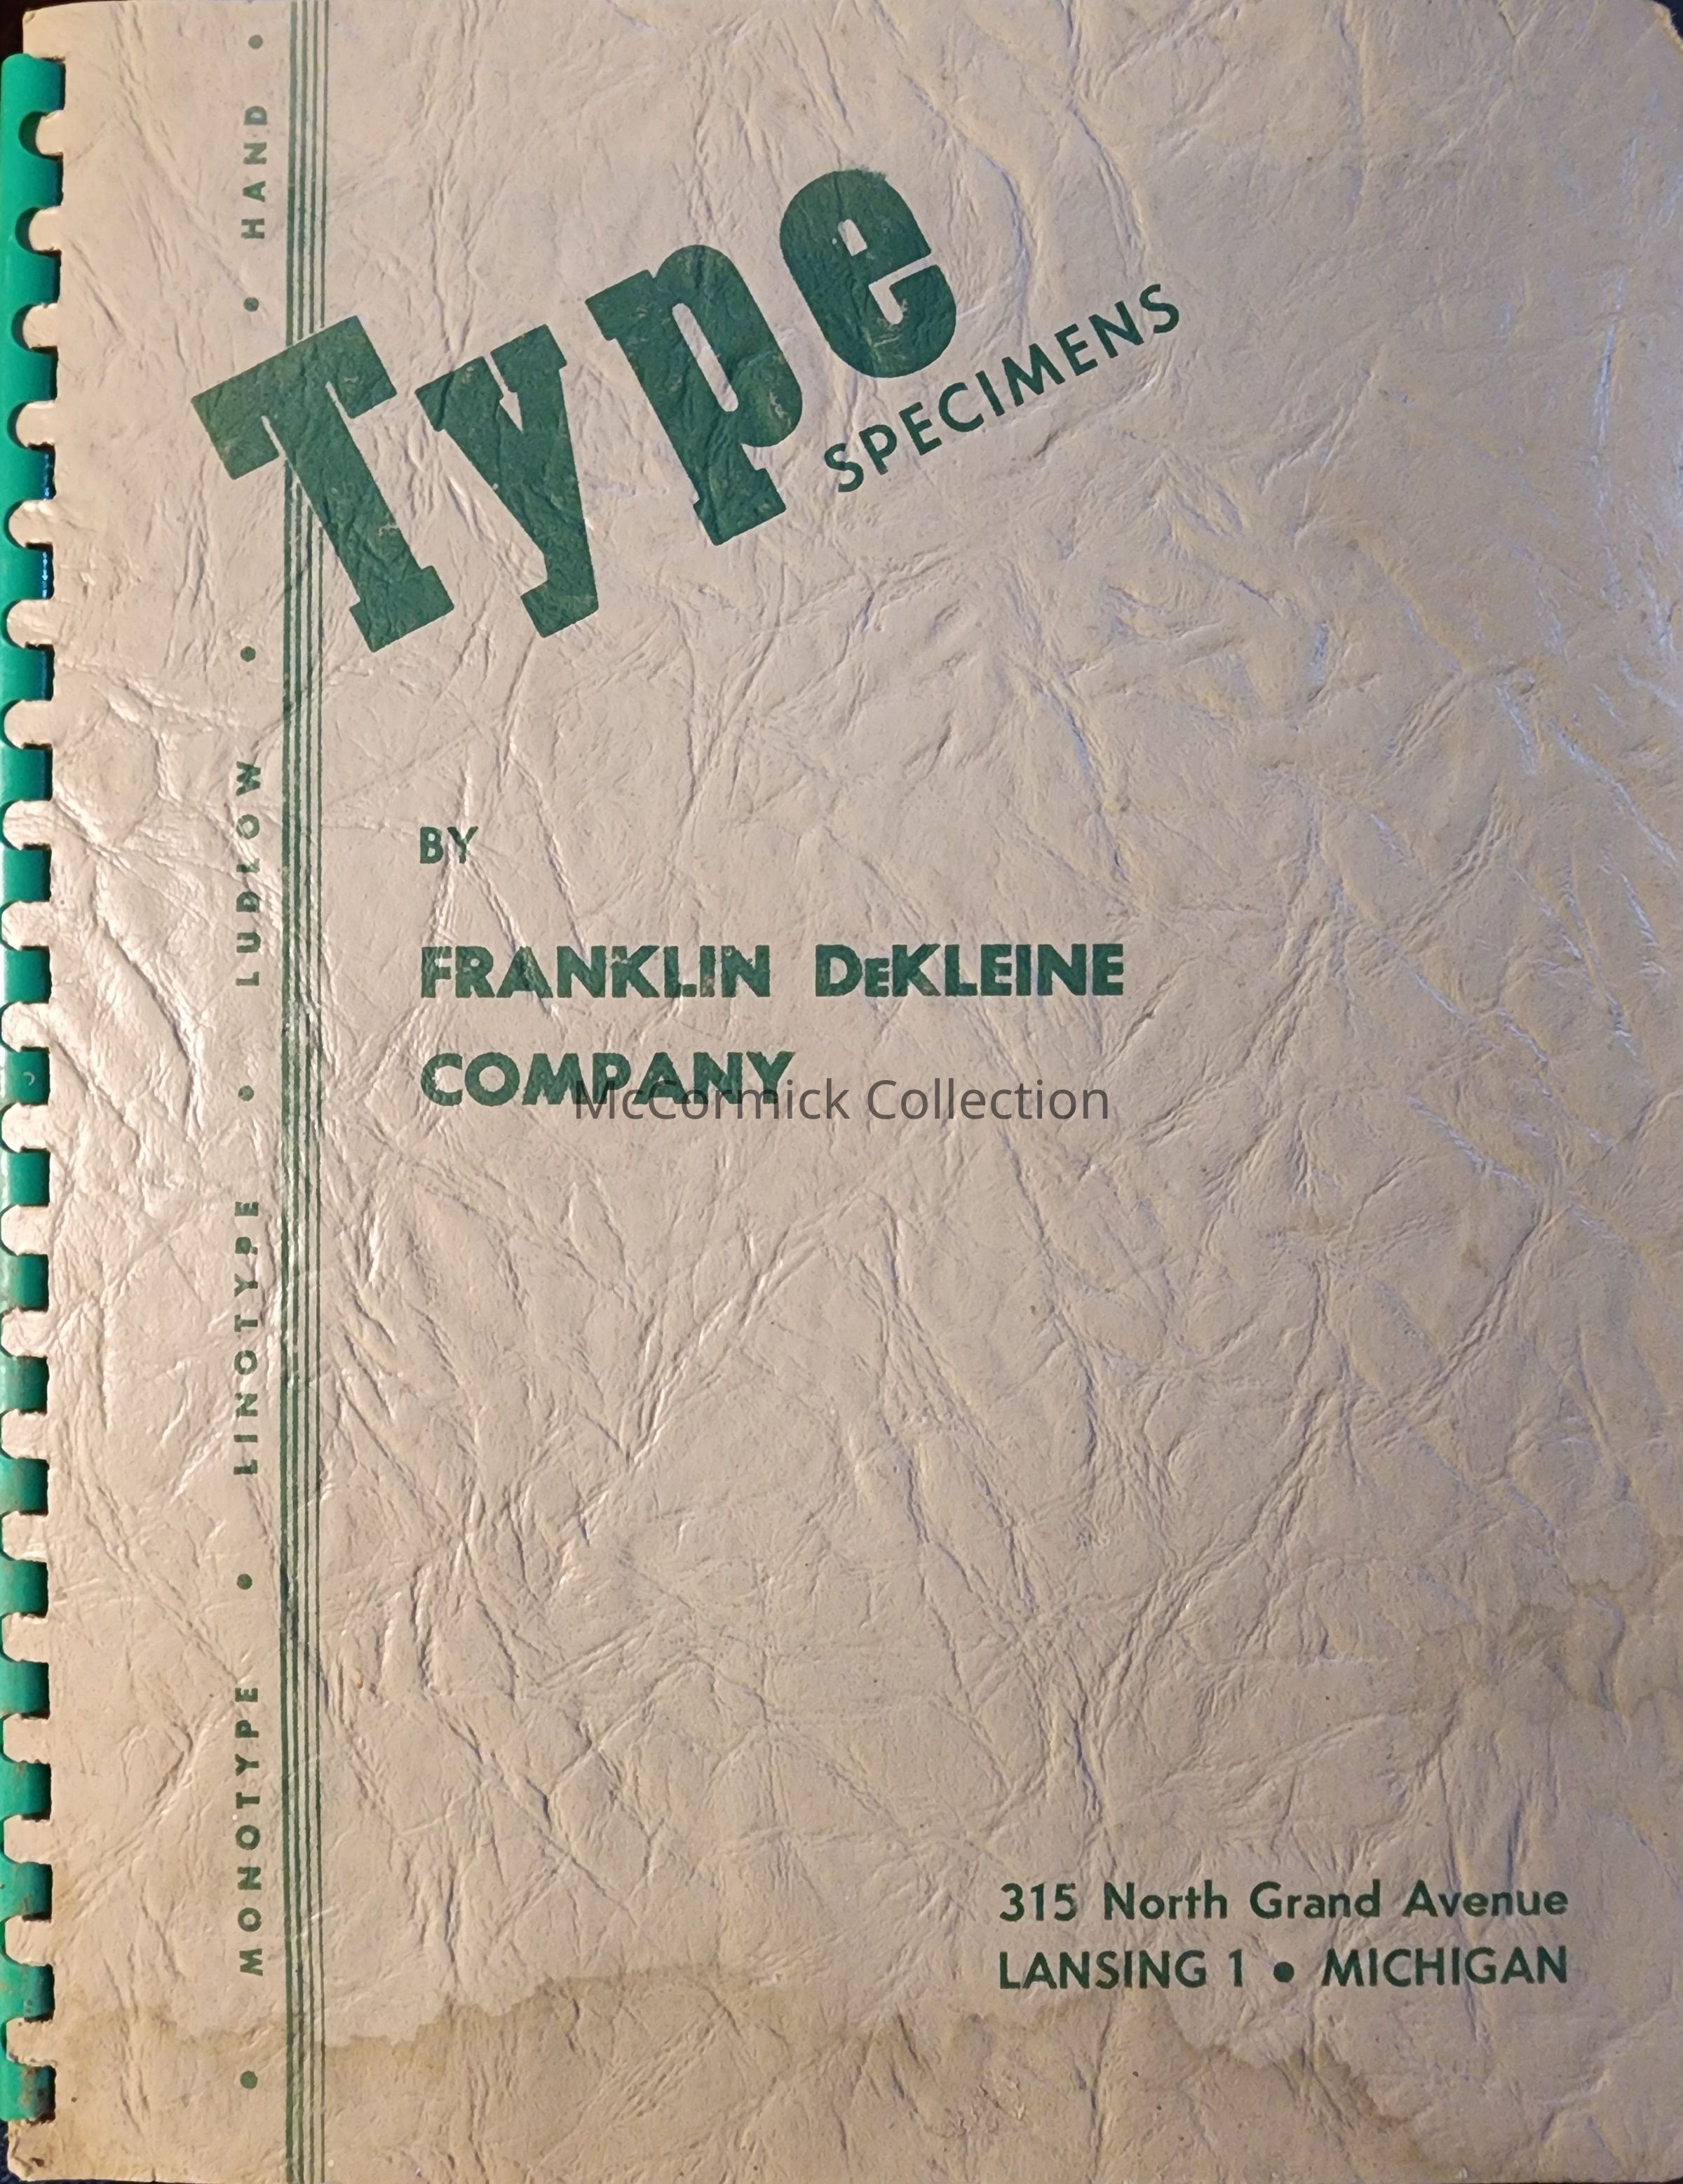 Type
SPECIMENS
BY
FRANKLIN DEKLEINE
COMPANY
McCormick Collection
315 North Grand Avenue
LANSING 1 • MICHIGAN
• MONOTYPE • LINOTYPE • LUDLOW • • HAND •